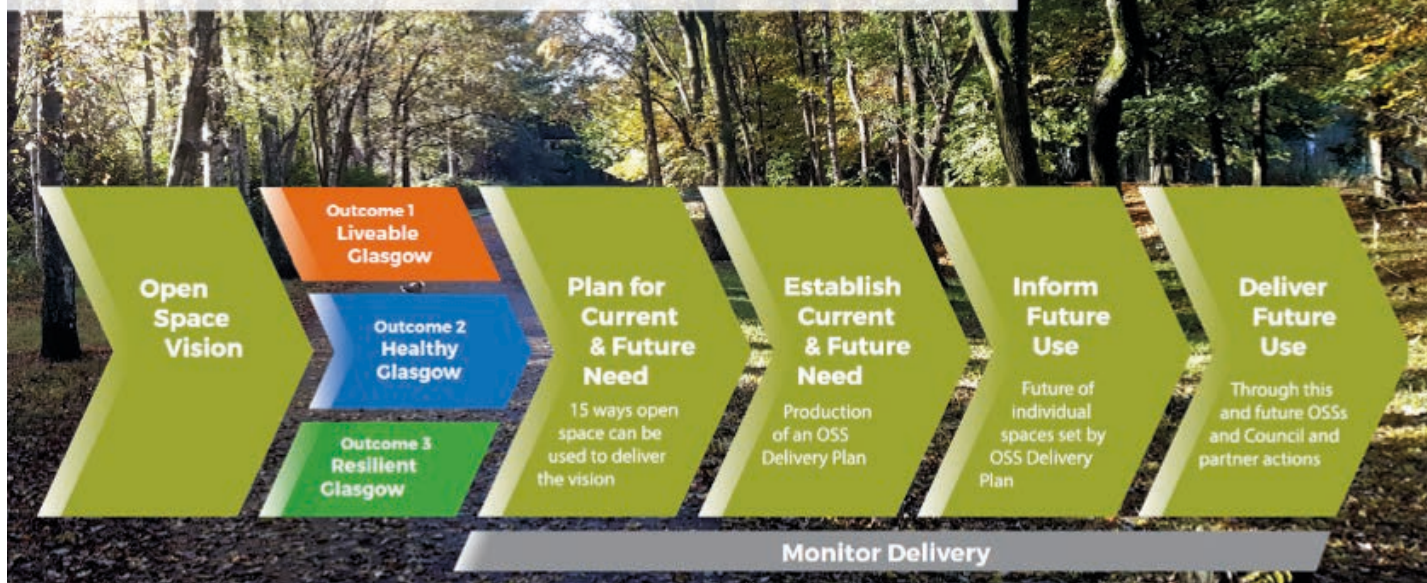 Open
Space
Vision
Outcome 1
Liveable
Glasgow
Outcome 2
Healthy
Glasgow
Outcome 3
Resilient
Glasgow
Plan for
Current
& Future
Need
15 ways open
space can be
used to deliver
the vision
Establish
Current
& Future
Need
Production
of an OSS
Delivery Plan
Inform
Future
Use
Future of
individual
spaces set by
OSS Delivery
Plan
Deliver
Future
Use
Through this
and future OSSs
and Council and
partner actions
Monitor Delivery